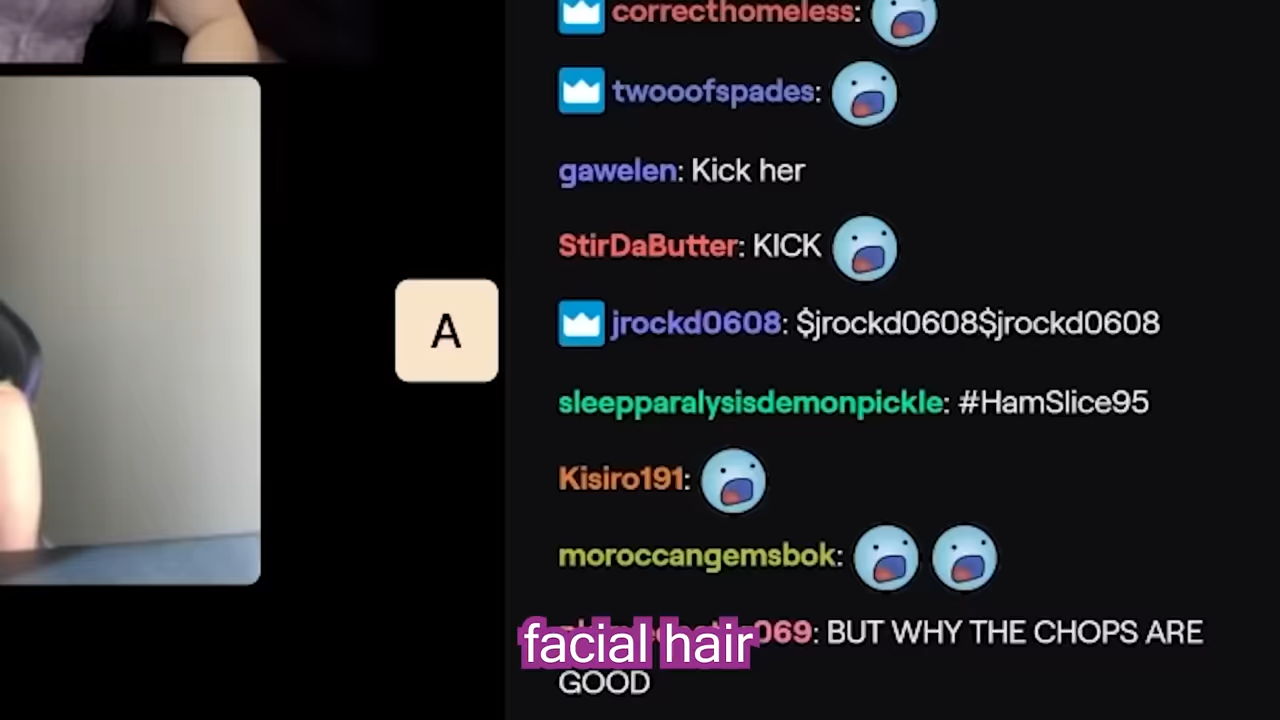 correcthomeless:
twooofspades:
gawelen: Kick her
StirDaButter: KICK
A
jrockd0608: $jrockd0608$jrockd0608
sleepparalysisdemonpickle: #HamSlice95
Kisiro191:
moroccangemsbok:
069: BUT WHY THE CHOPS ARE
facial hair
GOOD